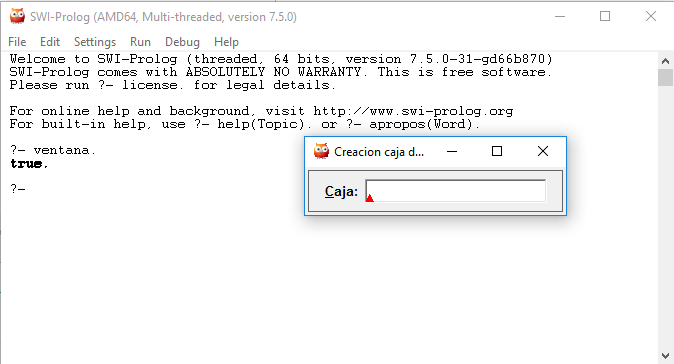 SWI-Prolog (AMD64, Multi-threaded, version 7.5.0)
File Edit Settings Run Debug Help
Welcome to SWI-Prolog (threaded, 64 bits, version 7.5.0-31-gd66b870)
SWI-Prolog comes with ABSOLUTELY NO WARRANTY. This is free software.
Please run ?- license. for legal details.
For online help and background, visit http://www.swi-prolog.org
For built-in help, use ?- help(Topic). or ?- apropos(Word).
?- ventana.
true.
?-
Creacion caja d...
Caja: